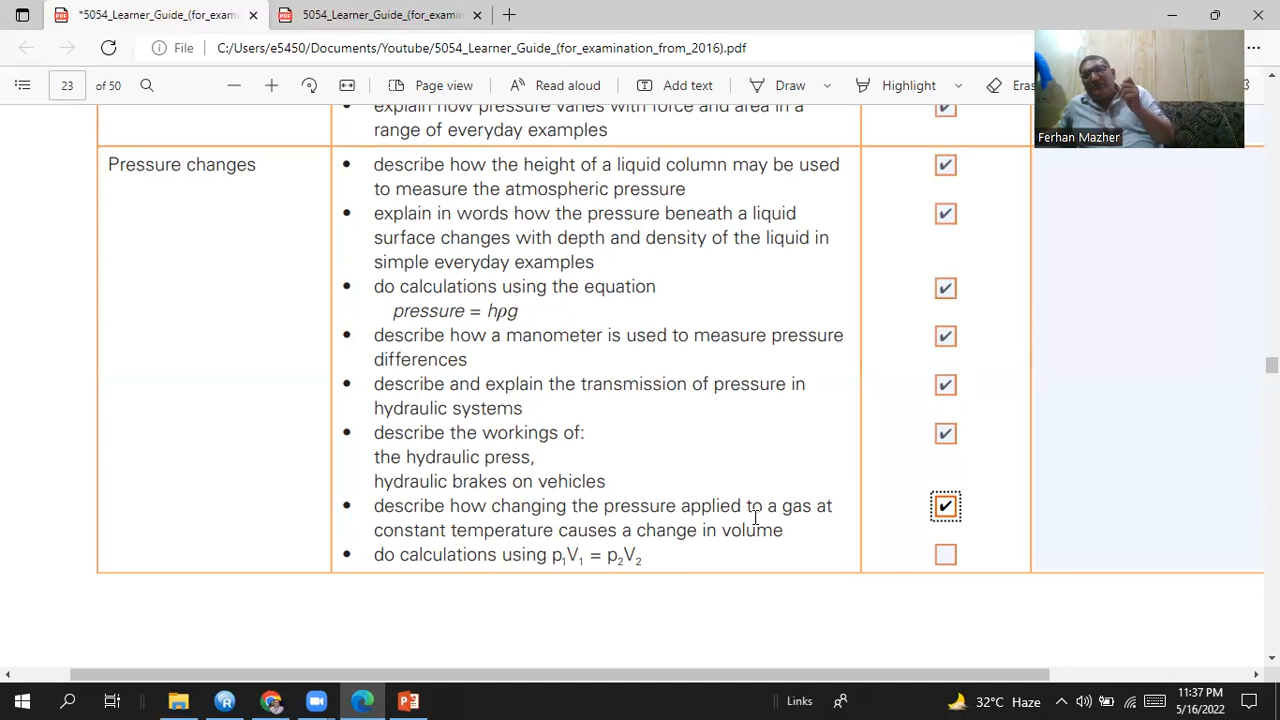 *5054_Learner_Guide_(for_exami
5054_Learner_Guide_(for_examinat
File
C:/Users/e5450/Documents/Youtube/5054_Learner_Guide_(for_examination_from_2016).pdf
23 of 50
Page view
Read aloud
Add text
Draw
Highlight
Eras
3
Ferhan Mazher
explain how pressure varies with force and area in a
range of everyday examples
Pressure changes
• describe how the height of a liquid column may be used
to measure the atmospheric pressure
• explain in words how the pressure beneath a liquid
surface changes with depth and density of the liquid in
simple everyday examples
• do calculations using the equation
pressure = hρg
• describe how a manometer is used to measure pressure
differences
• describe and explain the transmission of pressure in
hydraulic systems
• describe the workings of:
the hydraulic press,
hydraulic brakes on vehicles
• describe how changing the pressure applied to a gas at
constant temperature causes a change in volume
• do calculations using p₁V₁ = p₂V₂
Links
32°C Haze
11:37 PM
5/16/2022